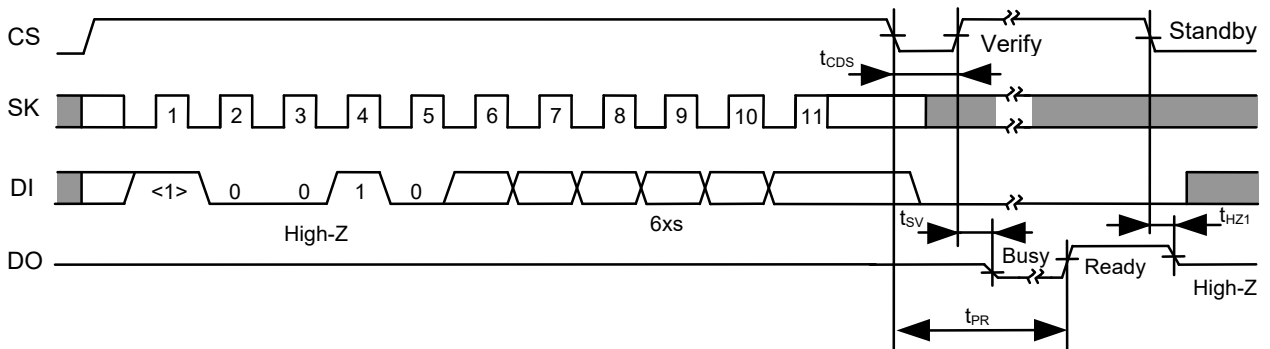 CS Verify Standby
tCDS
SK 1 2 3 4 5 6 7 8 9 10 11
DI <1> 0 0 1 0
High-Z 6xs tSV tHZ1
DO Busy Ready
High-Z
tPR